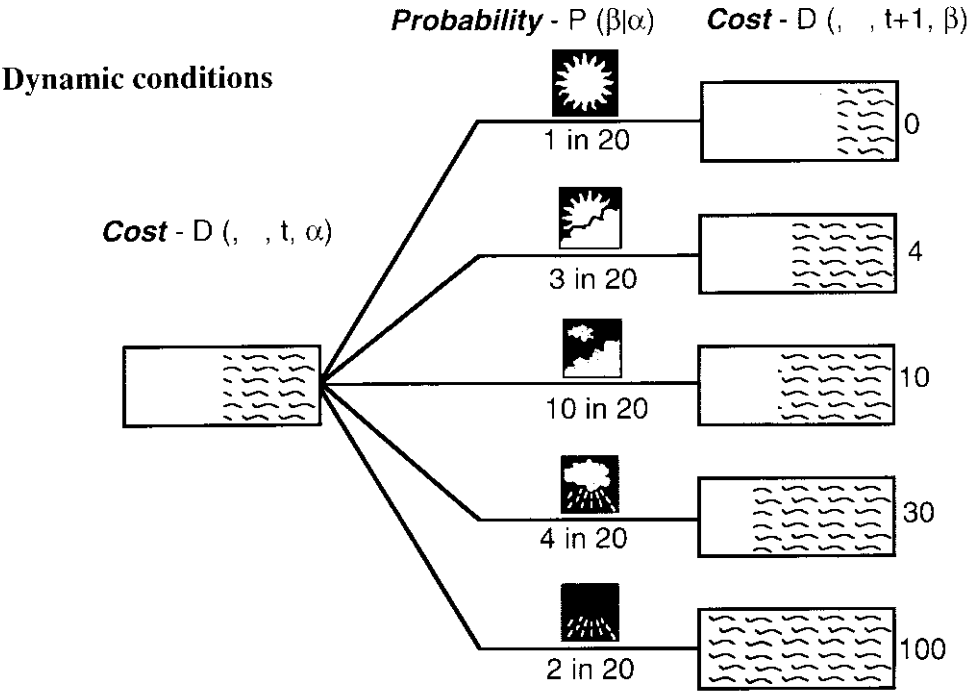 Probability - P (β|α)
Cost - D (, , t+1, β)
Dynamic conditions
1 in 20
0
Cost - D (, , t, α)
3 in 20
4
10 in 20
10
4 in 20
30
2 in 20
100